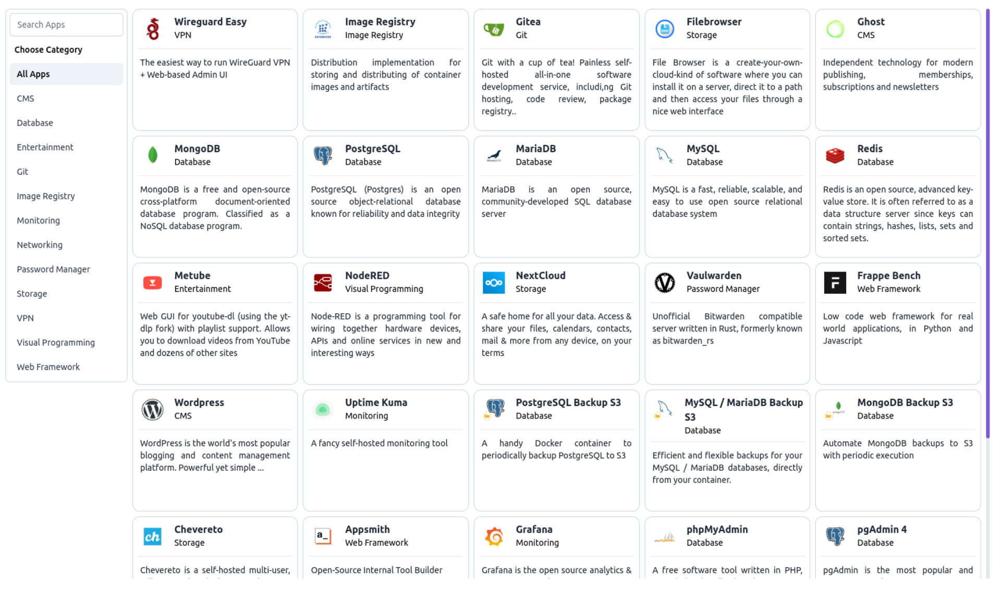 Search Apps
Choose Category
All Apps
CMS
Database
Entertainment
Git
Image Registry
Monitoring
Networking
Password Manager
Storage
VPN
Visual Programming
Web Framework
Wireguard Easy
VPN
The easiest way to run WireGuard VPN
+ Web-based Admin UI
Image Registry
Image Registry
Distribution implementation for
storing and distributing of container
images and artifacts
Gitea
Git
Git with a cup of tea! Painless self-
hosted all-in-one software
development service, includi,ng Git
hosting, code review, package
registry..
Filebrowser
Storage
File Browser is a create-your-own-
cloud-kind of software where you can
install it on a server, direct it to a path
and then access your files through a
nice web interface
Ghost
CMS
Independent technology for modern
publishing, memberships,
subscriptions and newsletters
MongoDB
Database
MongoDB is a free and open-source
cross-platform document-oriented
database program. Classified as a
NoSQL database program.
PostgreSQL
Database
PostgreSQL (Postgres) is an open
source object-relational database
known for reliability and data integrity
MariaDB
Database
MariaDB is an open source,
community-developed SQL database
server
MySQL
Database
MySQL is a fast, reliable, scalable, and
easy to use open source relational
database system
Redis
Database
Redis is an open source, advanced key-
value store. It is often referred to as a
data structure server since keys can
contain strings, hashes, lists, sets and
sorted sets.
Metube
Entertainment
Web GUI for youtube-dl (using the yt-
dlp fork) with playlist support. Allows
you to download videos from YouTube
and dozens of other sites
NodeRED
Visual Programming
Node-RED is a programming tool for
wiring together hardware devices,
APIs and online services in new and
interesting ways
NextCloud
Storage
A safe home for all your data. Access &
share your files, calendars, contacts,
mail & more from any device, on your
terms
Vaulwarden
Password Manager
Unofficial Bitwarden compatible
server written in Rust, formerly known
as bitwarden_rs
Frappe Bench
Web Framework
Low code web framework for real
world applications, in Python and
Javascript
Wordpress
CMS
WordPress is the world's most popular
blogging and content management
platform. Powerful yet simple ...
Uptime Kuma
Monitoring
A fancy self-hosted monitoring tool
PostgreSQL Backup S3
Database
A handy Docker container to
periodically backup PostgreSQL to S3
MySQL / MariaDB Backup
S3
Database
Efficient and flexible backups for your
MySQL / MariaDB databases, directly
from your container.
MongoDB Backup S3
Database
Automate MongoDB backups to S3
with periodic execution
ch
Chevereto
Storage
Chevereto is a self-hosted multi-user,
a_
Appsmith
Web Framework
Open-Source Internal Tool Builder
Grafana
Monitoring
Grafana is the open source analytics &
phpMyAdmin
Database
A free software tool written in PHP,
pgAdmin 4
Database
pgAdmin is the most popular and